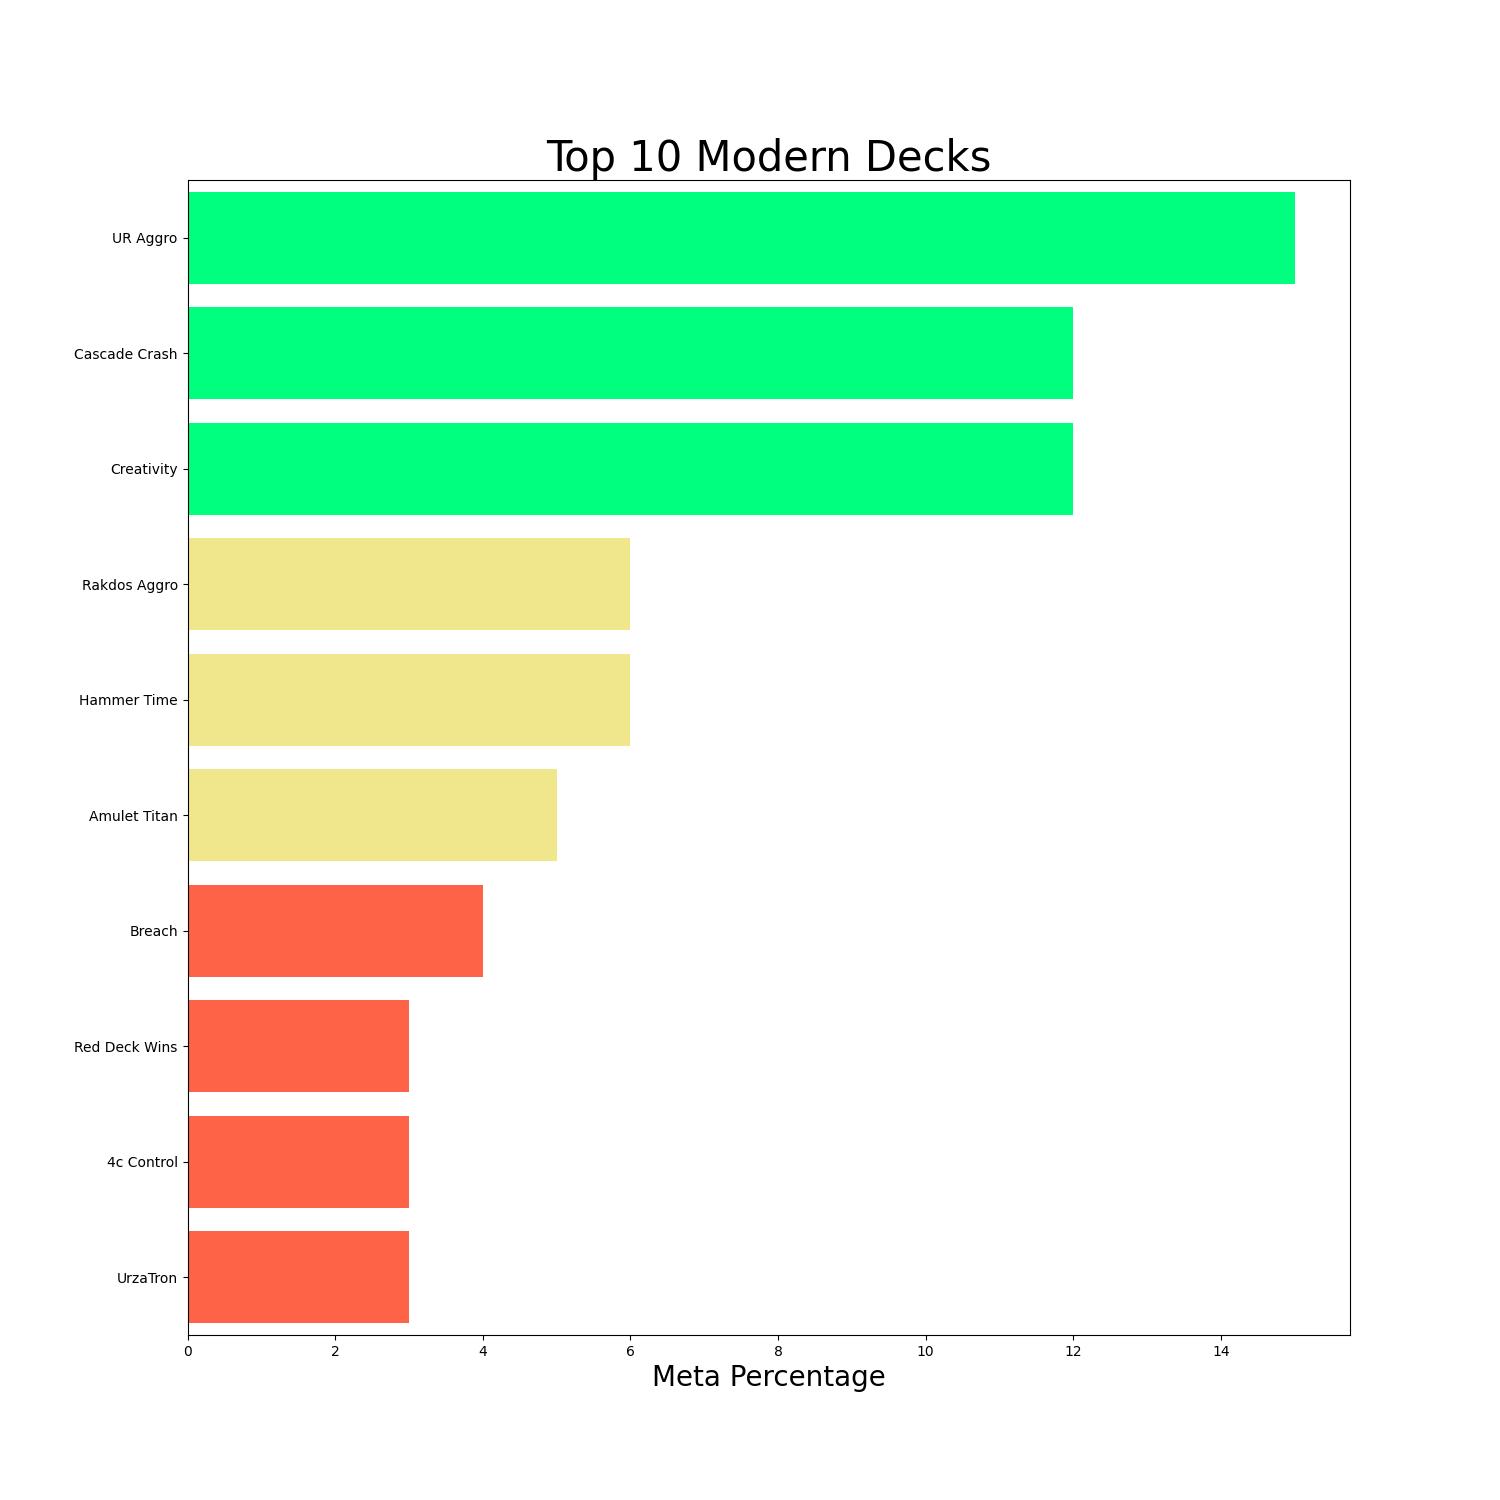 Top 10 Modern Decks
UR Aggro
Cascade Crash
Creativity
Rakdos Aggro
Hammer Time
Amulet Titan
Breach
Red Deck Wins
4c Control
UrzaTron
0 2 4 6 8 10 12 14
Meta Percentage